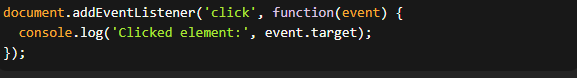 document.addEventListener('click', function(event) {
  console.log('Clicked element:', event.target);
});